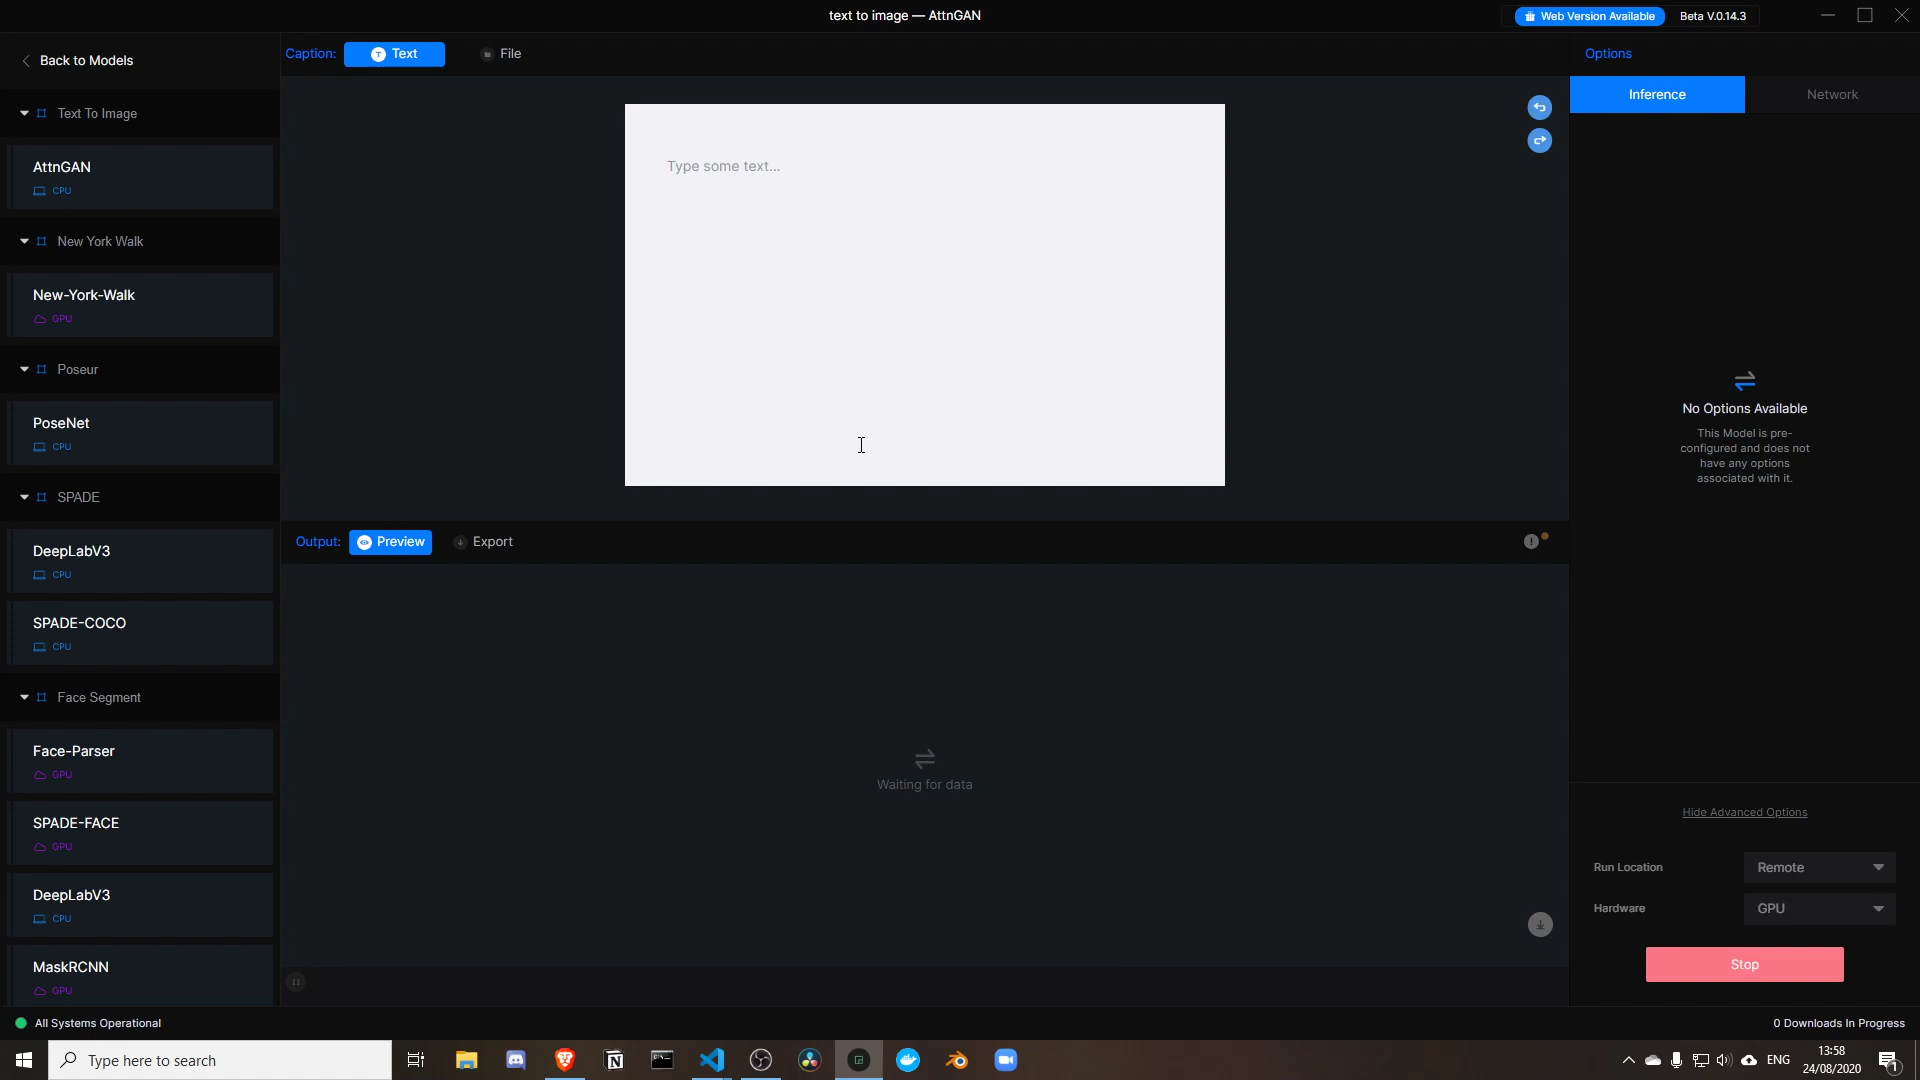 text to image — AttnGAN
Web Version Available
Beta V.0.14.3
Back to Models
Caption:
Text
File
Options
Inference
Network
Text To Image
AttnGAN
CPU
New York Walk
New-York-Walk
GPU
Poseur
PoseNet
CPU
SPADE
DeepLabV3
CPU
SPADE-COCO
CPU
Face Segment
Face-Parser
GPU
SPADE-FACE
GPU
DeepLabV3
CPU
MaskRCNN
GPU
Type some text...
Output:
Preview
Export
Waiting for data
No Options Available
This Model is pre-
configured and does not
have any options
associated with it.
Hide Advanced Options
Run Location
Remote
Hardware
GPU
Stop
All Systems Operational
0 Downloads In Progress
Type here to search
ENG
13:58
24/08/2020
1